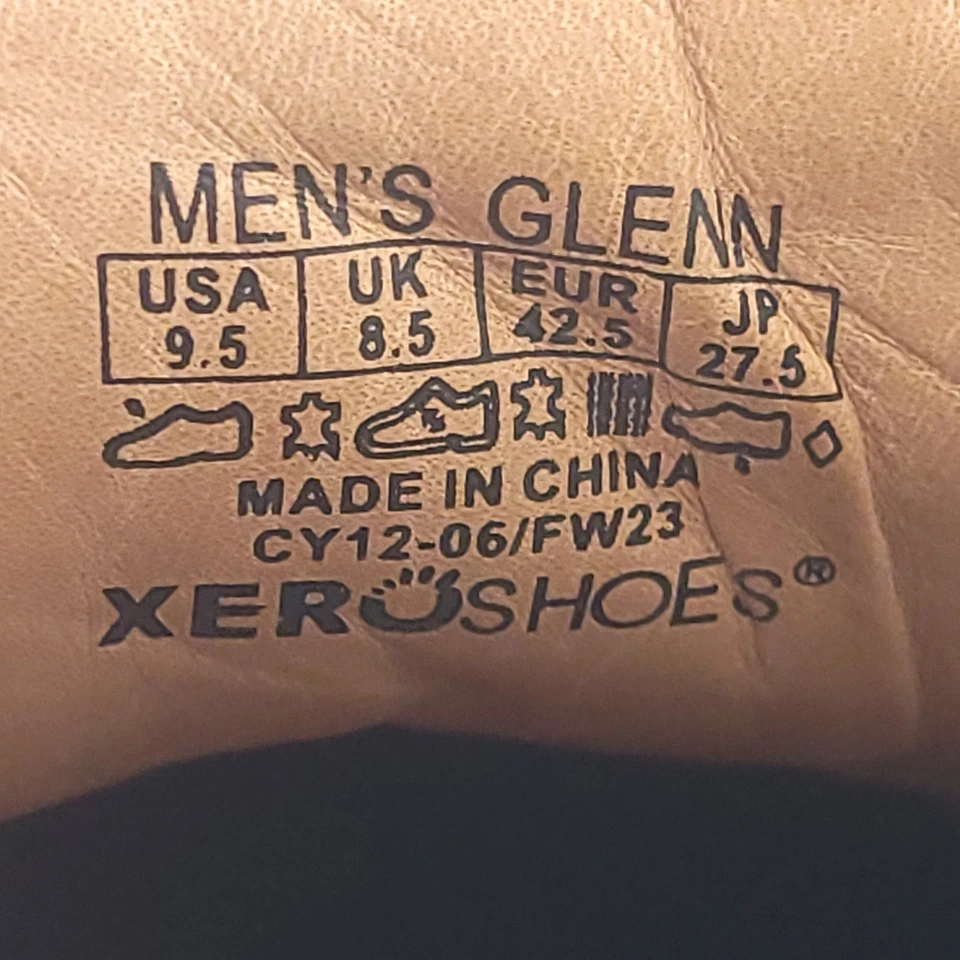 MEN'S GLENN
USA UK EUR JP
9.5 8.5 42.5 27.5
MADE IN CHINA
CY12-06/FW23
XEROSHOES®